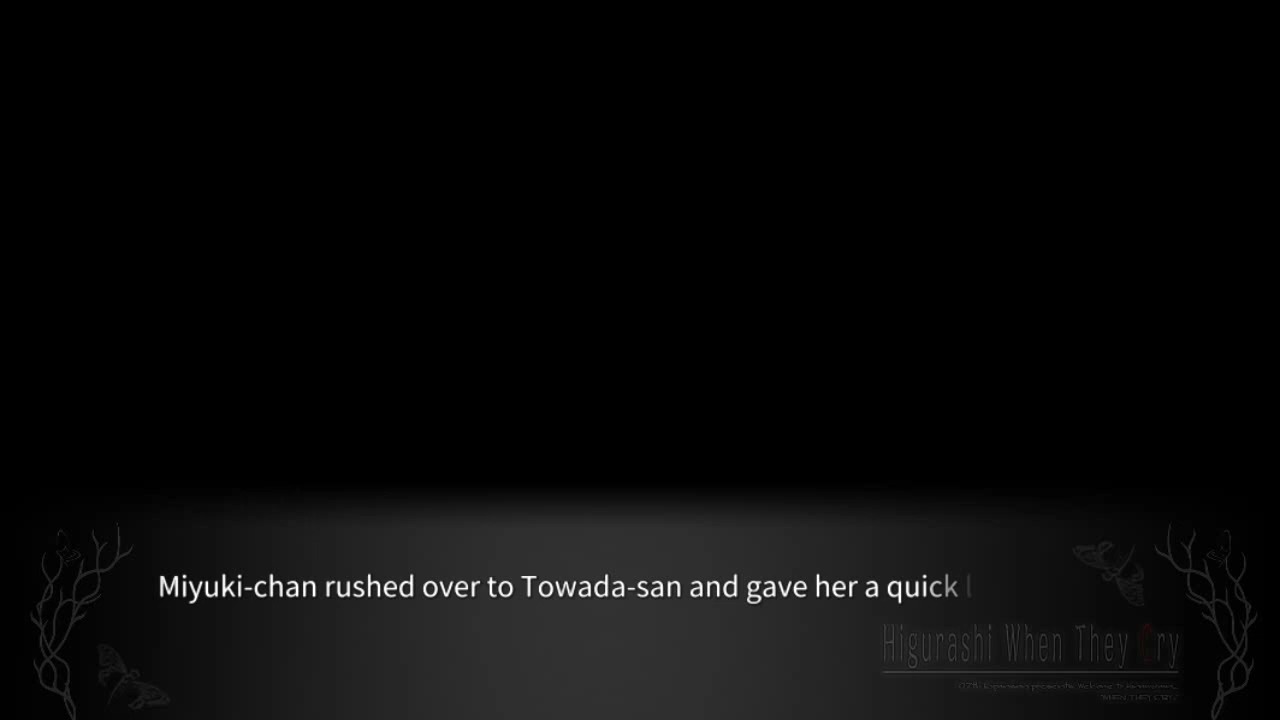 Miyuki-chan rushed over to Towada-san and gave her a quick l
Higurashi When They Cry